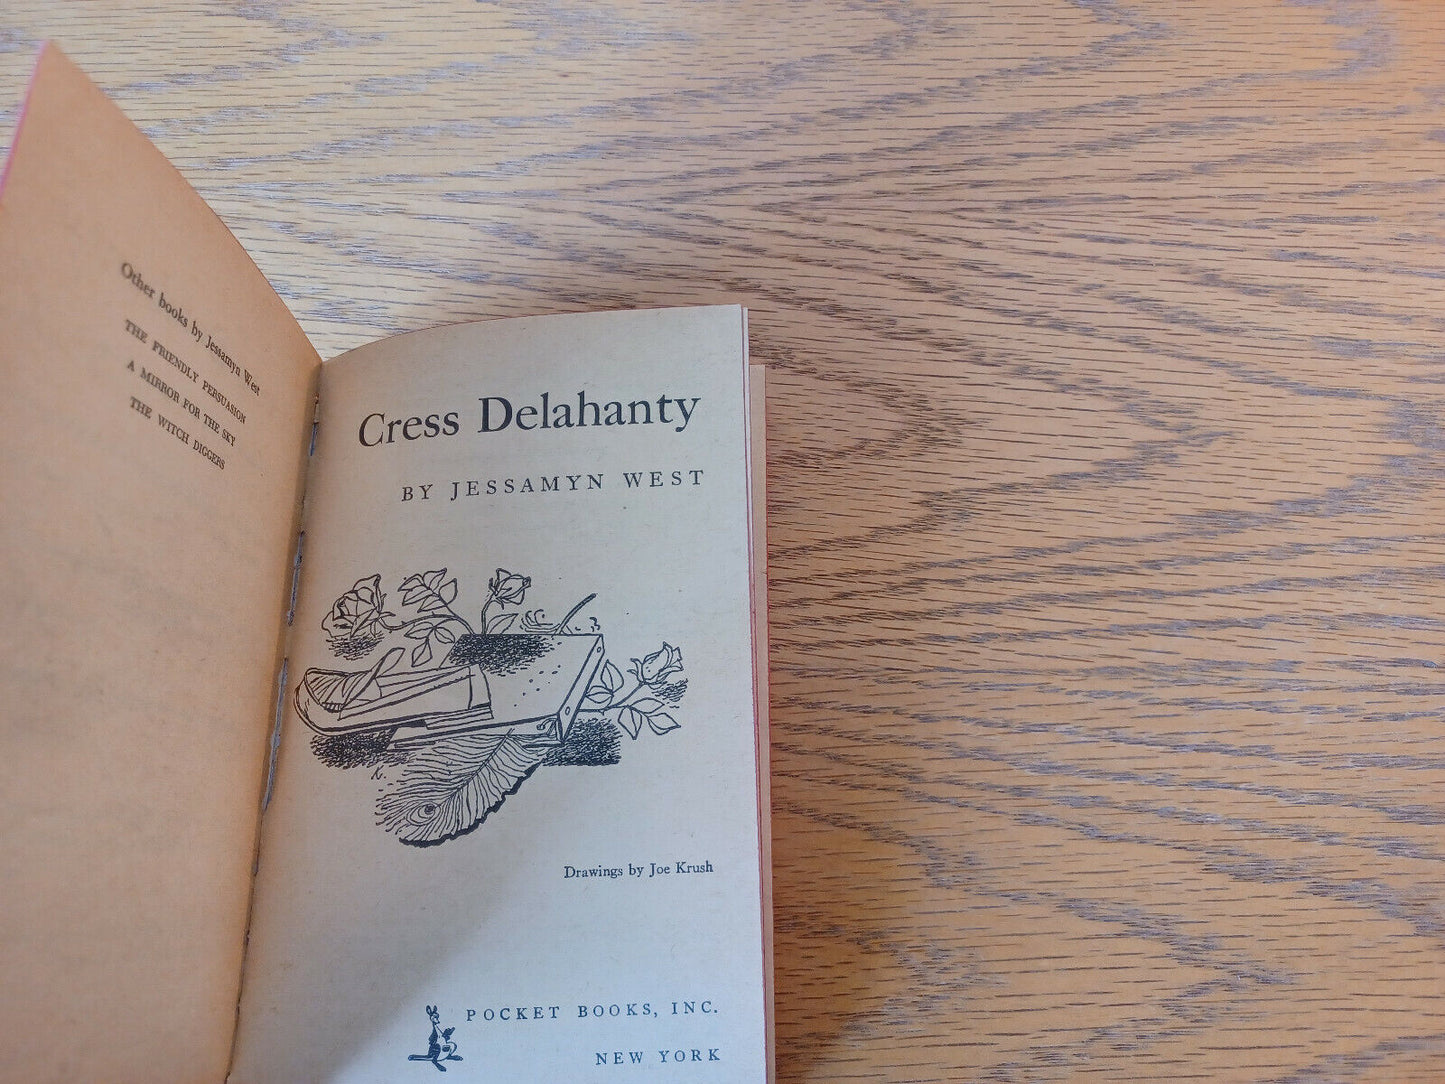 Other books by Jessamyn West
THE FRIENDLY PERSUASION
A MIRROR FOR THE SKY
THE WITCH DIGGERS
Cress Delahanty
BY JESSAMYN WEST
K.
Drawings by Joe Krush
POCKET BOOKS, INC.
NEW YORK